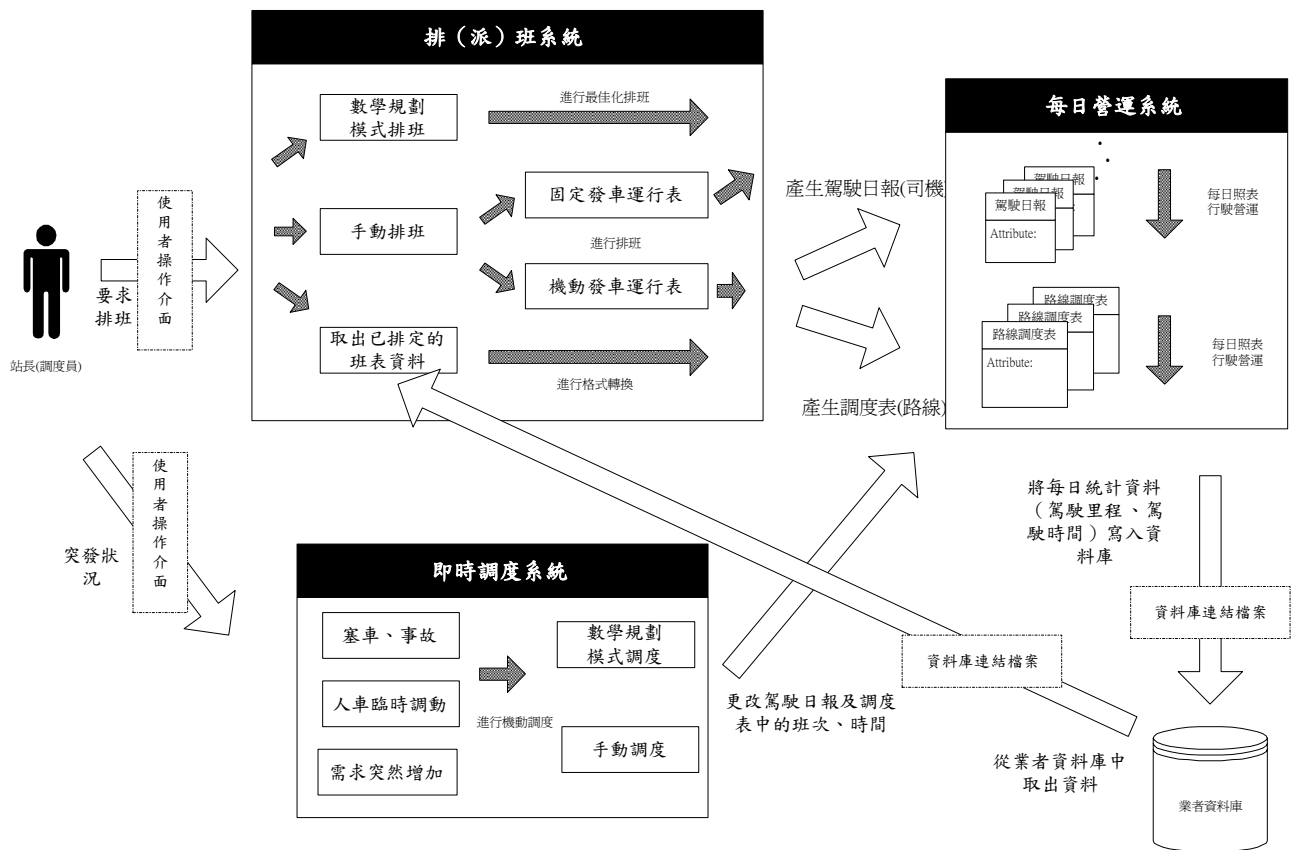 排（派）班系統
數學規劃
模式排班
進行最佳化排班
手動排班
固定發車運行表
進行排班
機動發車運行表
取出已排定的
班表資料
進行格式轉換
使用者操作介面
要求
排班
站長(調度員)
產生駕駛日報(司機)
產生調度表(路線)
每日營運系統
駕駛日報
駕駛日報
駕駛日報
Attribute:
每日照表
行駛營運
路線調度表
路線調度表
路線調度表
Attribute:
每日照表
行駛營運
使用者操作介面
突發狀
況
即時調度系統
塞車、事故
人車臨時調動
需求突然增加
進行機動調度
數學規劃
模式調度
手動調度
更改駕駛日報及調度
表中的班次、時間
資料庫連結檔案
將每日統計資料
（駕駛里程、駕
駛時間）寫入資
料庫
資料庫連結檔案
從業者資料庫中
取出資料
業者資料庫